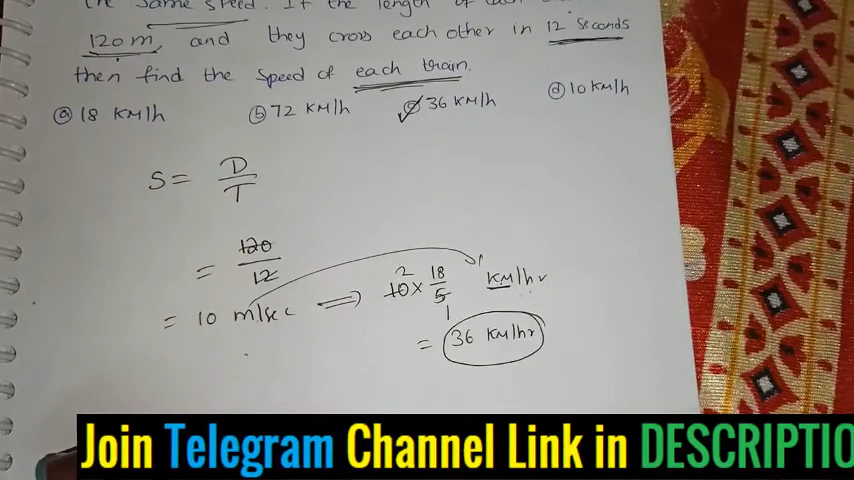 the same speed. If the length of each
120 m and they cross each other in 12 seconds
then find the speed of each train.
ⓐ 18 KM/h ⓑ 72 KM/h ⓒ 36 KM/h ⓓ 10 KM/h
S = D/T
= 120/12
= 10 m/sec ⟹ 10 × 18/5 KM/hr
2
1
= 36 KM/hr
Join Telegram Channel Link in DESCRIPTIO